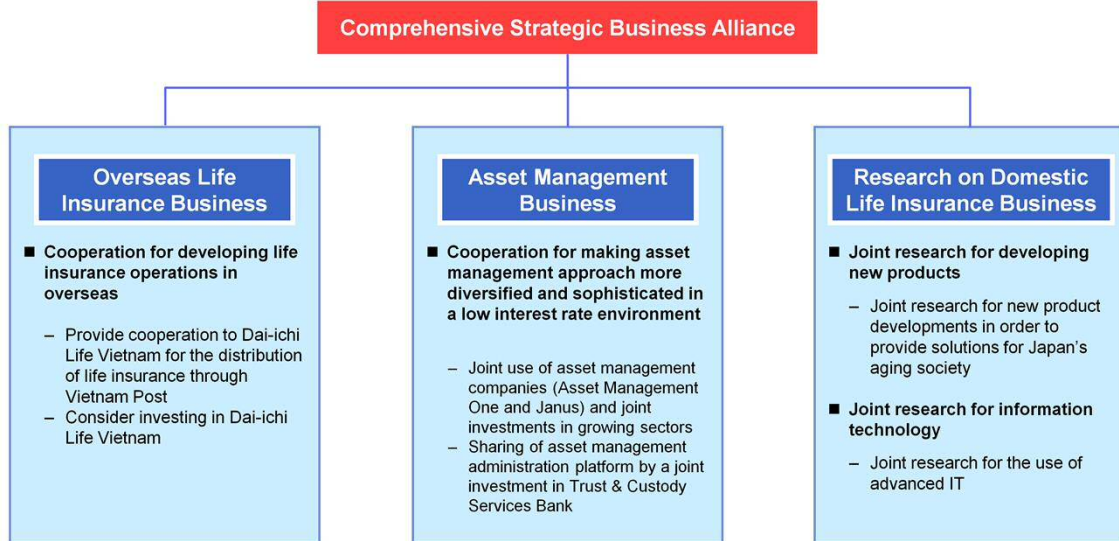 Comprehensive Strategic Business Alliance
Overseas Life
Insurance Business
■ Cooperation for developing life
insurance operations in
overseas
– Provide cooperation to Dai-ichi
Life Vietnam for the distribution
of life insurance through
Vietnam Post
– Consider investing in Dai-ichi
Life Vietnam
Asset Management
Business
■ Cooperation for making asset
management approach more
diversified and sophisticated in
a low interest rate environment
– Joint use of asset management
companies (Asset Management
One and Janus) and joint
investments in growing sectors
– Sharing of asset management
administration platform by a joint
investment in Trust & Custody
Services Bank
Research on Domestic
Life Insurance Business
■ Joint research for developing
new products
– Joint research for new product
developments in order to
provide solutions for Japan's
aging society
■ Joint research for information
technology
– Joint research for the use of
advanced IT